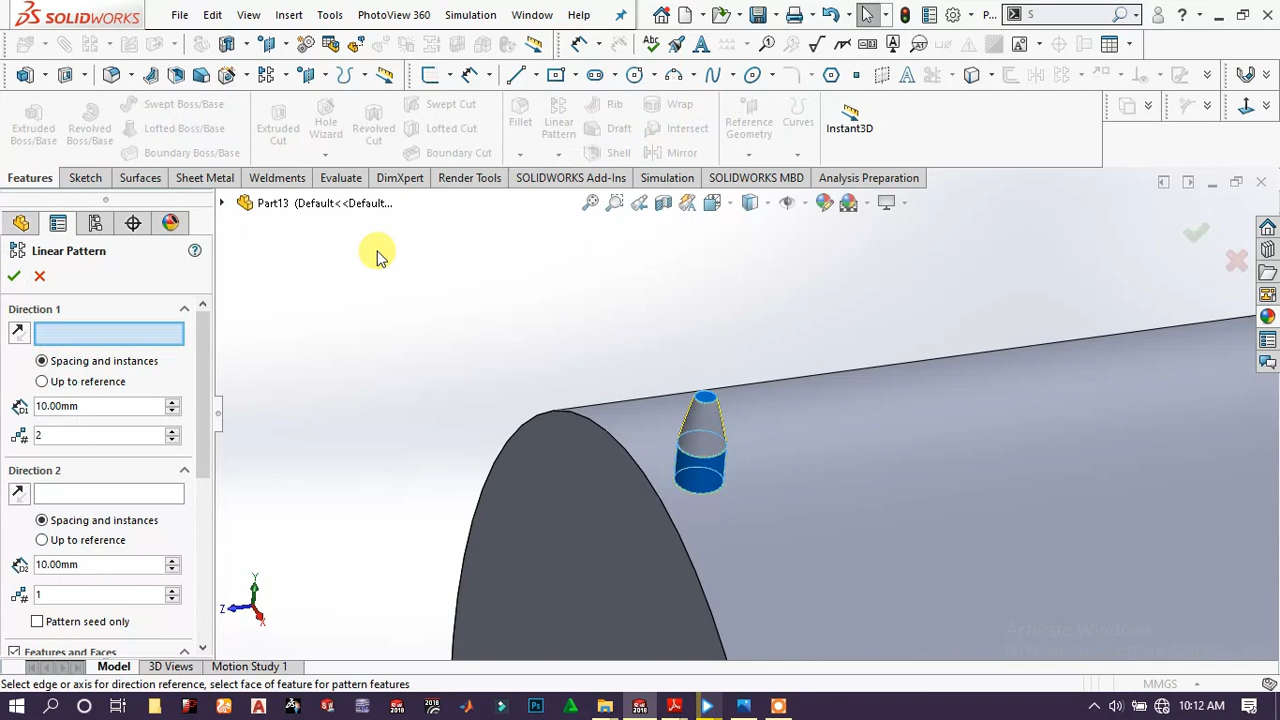 SOLIDWORKS File Edit View Insert Tools PhotoView 360 Simulation Window Help P... S ?
Swept Boss/Base Swept Cut Rib Wrap
Extruded Boss/Base Revolved Boss/Base Lofted Boss/Base Extruded Cut Hole Wizard Revolved Cut Lofted Cut Fillet Linear Pattern Draft Intersect Reference Geometry Curves Instant3D
Boundary Boss/Base Boundary Cut Shell Mirror
Features Sketch Surfaces Sheet Metal Weldments Evaluate DimXpert Render Tools SOLIDWORKS Add-Ins Simulation SOLIDWORKS MBD Analysis Preparation
Part13 (Default<<Default...
Linear Pattern
Direction 1
Spacing and instances
Up to reference
10.00mm
2
Direction 2
Spacing and instances
Up to reference
10.00mm
1
Pattern seed only
Features and Faces
Y
Z
X
Activate Windows
Model 3D Views Motion Study 1
Select edge or axis for direction reference, select face of feature for pattern features MMGS
10:12 AM